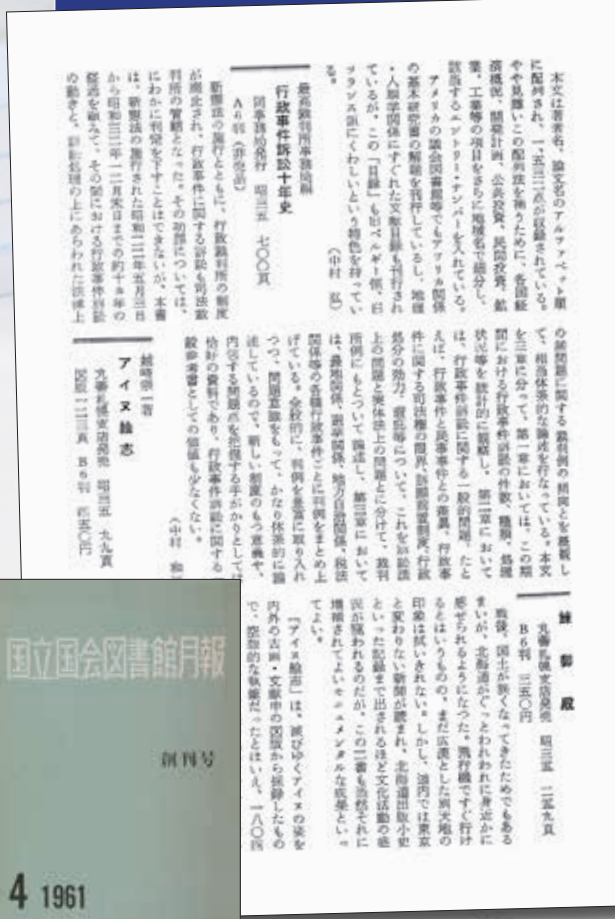 本文は著者名、論文名のアルファベット順
に配列され、一、五三二点が収録されている。
やや見難いこの配列法を補うために、各国経
済概況、開発計画、公共投資、民間投資、鉱
業、工業等の項目をさらに地域名で細分し、
該当するエントリー・ナンバーを入れている。
アメリカの議会図書館等でもアフリカ関係
の基本研究書の解題を刊行しているし、地理
・人類学関係にすぐれた文献目録も刊行され
ているが、この「目録」も旧ベルギー領、旧
フランス領にくわしいという特色を持ってい
る。
(中村 弘)
最高裁判所事務総局編
行政事件訴訟十年史
同事務局発行 昭三五 七〇〇頁
A5判 (非売品)
新憲法の施行とともに、行政裁判所の制度
が廃止され、行政事件に関する訴訟も司法裁
判所の管轄となった。その功罪については、
にわかに判定を下すことはできないが、本書
は、新憲法の施行された昭和二二年五月三日
から昭和三二年一二月末日までの約十年の
経過を顧みて、その間における行政事件訴訟
の動きと、訴訟処理の上にあらわれた法律上
の諸問題に関する裁判例の傾向とを概観し
て、相当体系的な論述を行なっている。本文
を三章に分って、第一章においては、この期
間における行政事件訴訟の件数、種類、処理
状況等を統計的に観察し、第二章において
は、行政事件訴訟に関する一般的問題、たと
えば、行政事件と民事事件との差異、行政事
件に関する司法権の限界、訴願前置制度、行政
処分の効力、瑕疵等について、これを訴訟法
上の問題と実体法上の問題とに分けて、裁判
所例にもとづいて論述し、第三章において
は、農地関係、選挙関係、地方自治関係、税法
関係等の各種行政事件ごとに判例をまとめ上
げている。全般的に、判例を豊富に取り入れ
つつ、問題意識をもって、かなり体系的に論
述しているので、新しい制度のもつ意義や、
内包する問題点を把握する手がかりとしては
恰好の資料であり、行政事件訴訟に関する
般参考書としての価値も少なくない。
(中村
越崎宗一著
アイヌ絵志
丸善札幌支店発売 昭三五 九九頁
図版一二三頁 B6判 四五〇円
鰊御殿
丸善札幌支店発売 昭三五 二五九頁
B6判 三五〇円
戦後、国土が狭くなってきたためでもある
まいが、北海道がぐっとわれわれに身近かに
感ぜられるようになった。飛行機ですぐ行け
るとはいうものの、まだ広漠とした別天地の
印象は拭いきれない。しかし、道内では東京
と変わりない新聞が読まれ、北海道出版小史
といった記録まで出されるほど文化活動の盛
況が窺われるのだが、この二書も当然それに
増補されてよいモニュメンタルな成果といっ
てよい。
『アイヌ絵志』は、滅びゆくアイヌの姿を
内外の古画・文献中の図版から採録したもの
で、空想的な執筆だったとはいえ、一八〇四
国立国会図書館月報
創刊号
4 1961